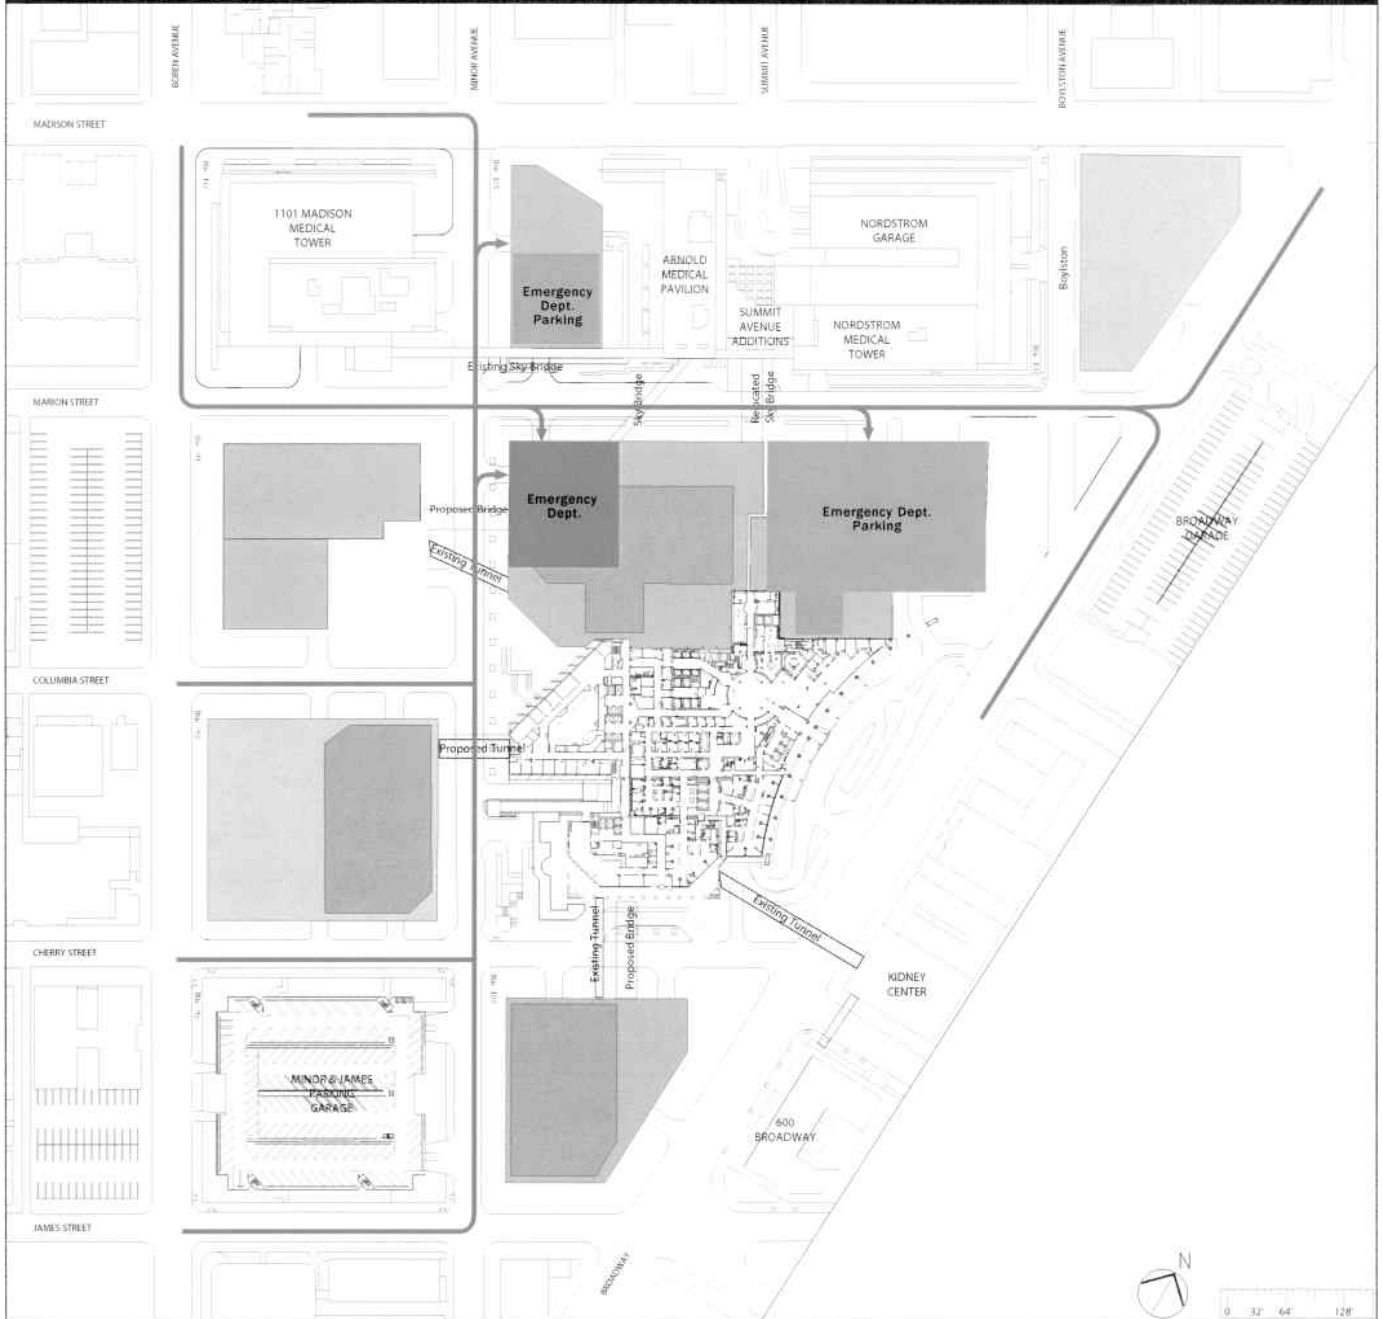 BOREN AVENUE
MINOR AVENUE
SUMMIT AVENUE
BOYLSTON AVENUE
MADISON STREET
1101 MADISON
MEDICAL
TOWER
NORDSTROM
GARAGE
ARNOLD
MEDICAL
PAVILION
Boylston
Emergency
Dept.
Parking
SUMMIT
AVENUE
ADDITIONS
NORDSTROM
MEDICAL
TOWER
Existing Sky Bridge
Sky Bridge
Relocated
Sky Bridge
MARION STREET
Emergency
Dept.
Proposed Bridge
Emergency Dept.
Parking
BROADWAY
GARAGE
Existing Tunnel
COLUMBIA STREET
Proposed Tunnel
Existing Tunnel
Existing Tunnel
Proposed Bridge
CHERRY STREET
KIDNEY
CENTER
MINOR & JAMES
PARKING
GARAGE
600
BROADWAY
JAMES STREET
BROADWAY
N
0 32' 64' 128'